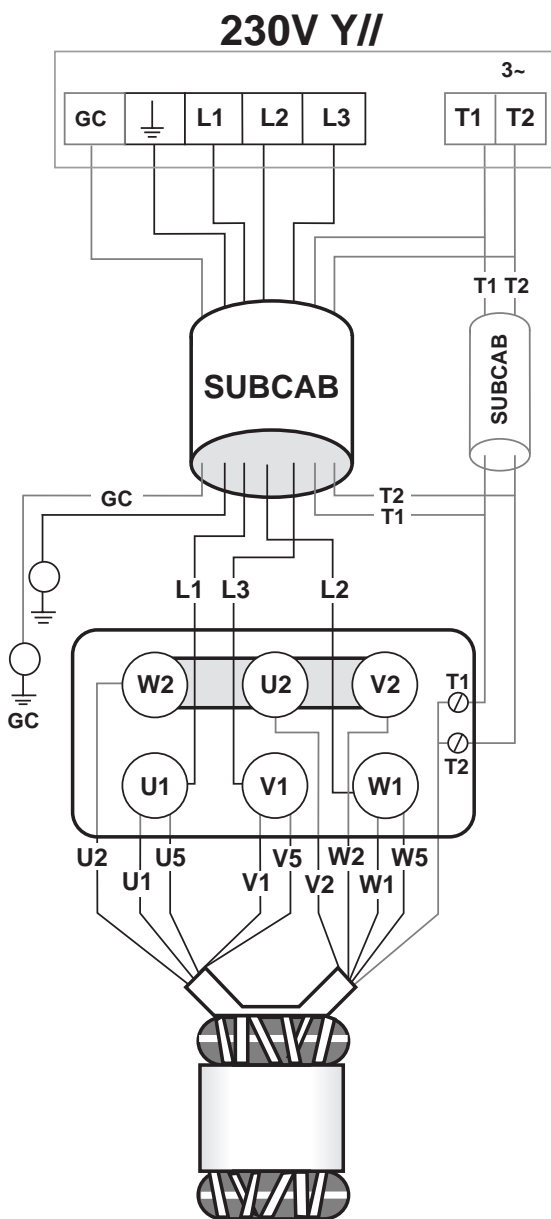 230V Y//
3~
GC L1 L2 L3 T1 T2
T1 T2
SUBCAB
SUBCAB
GC
T2
T1
L1 L3 L2
W2 U2 V2
T1
GC
T2
U1 V1 W1
U2 U5 V5 W2 W5
U1 V1 V2 W1